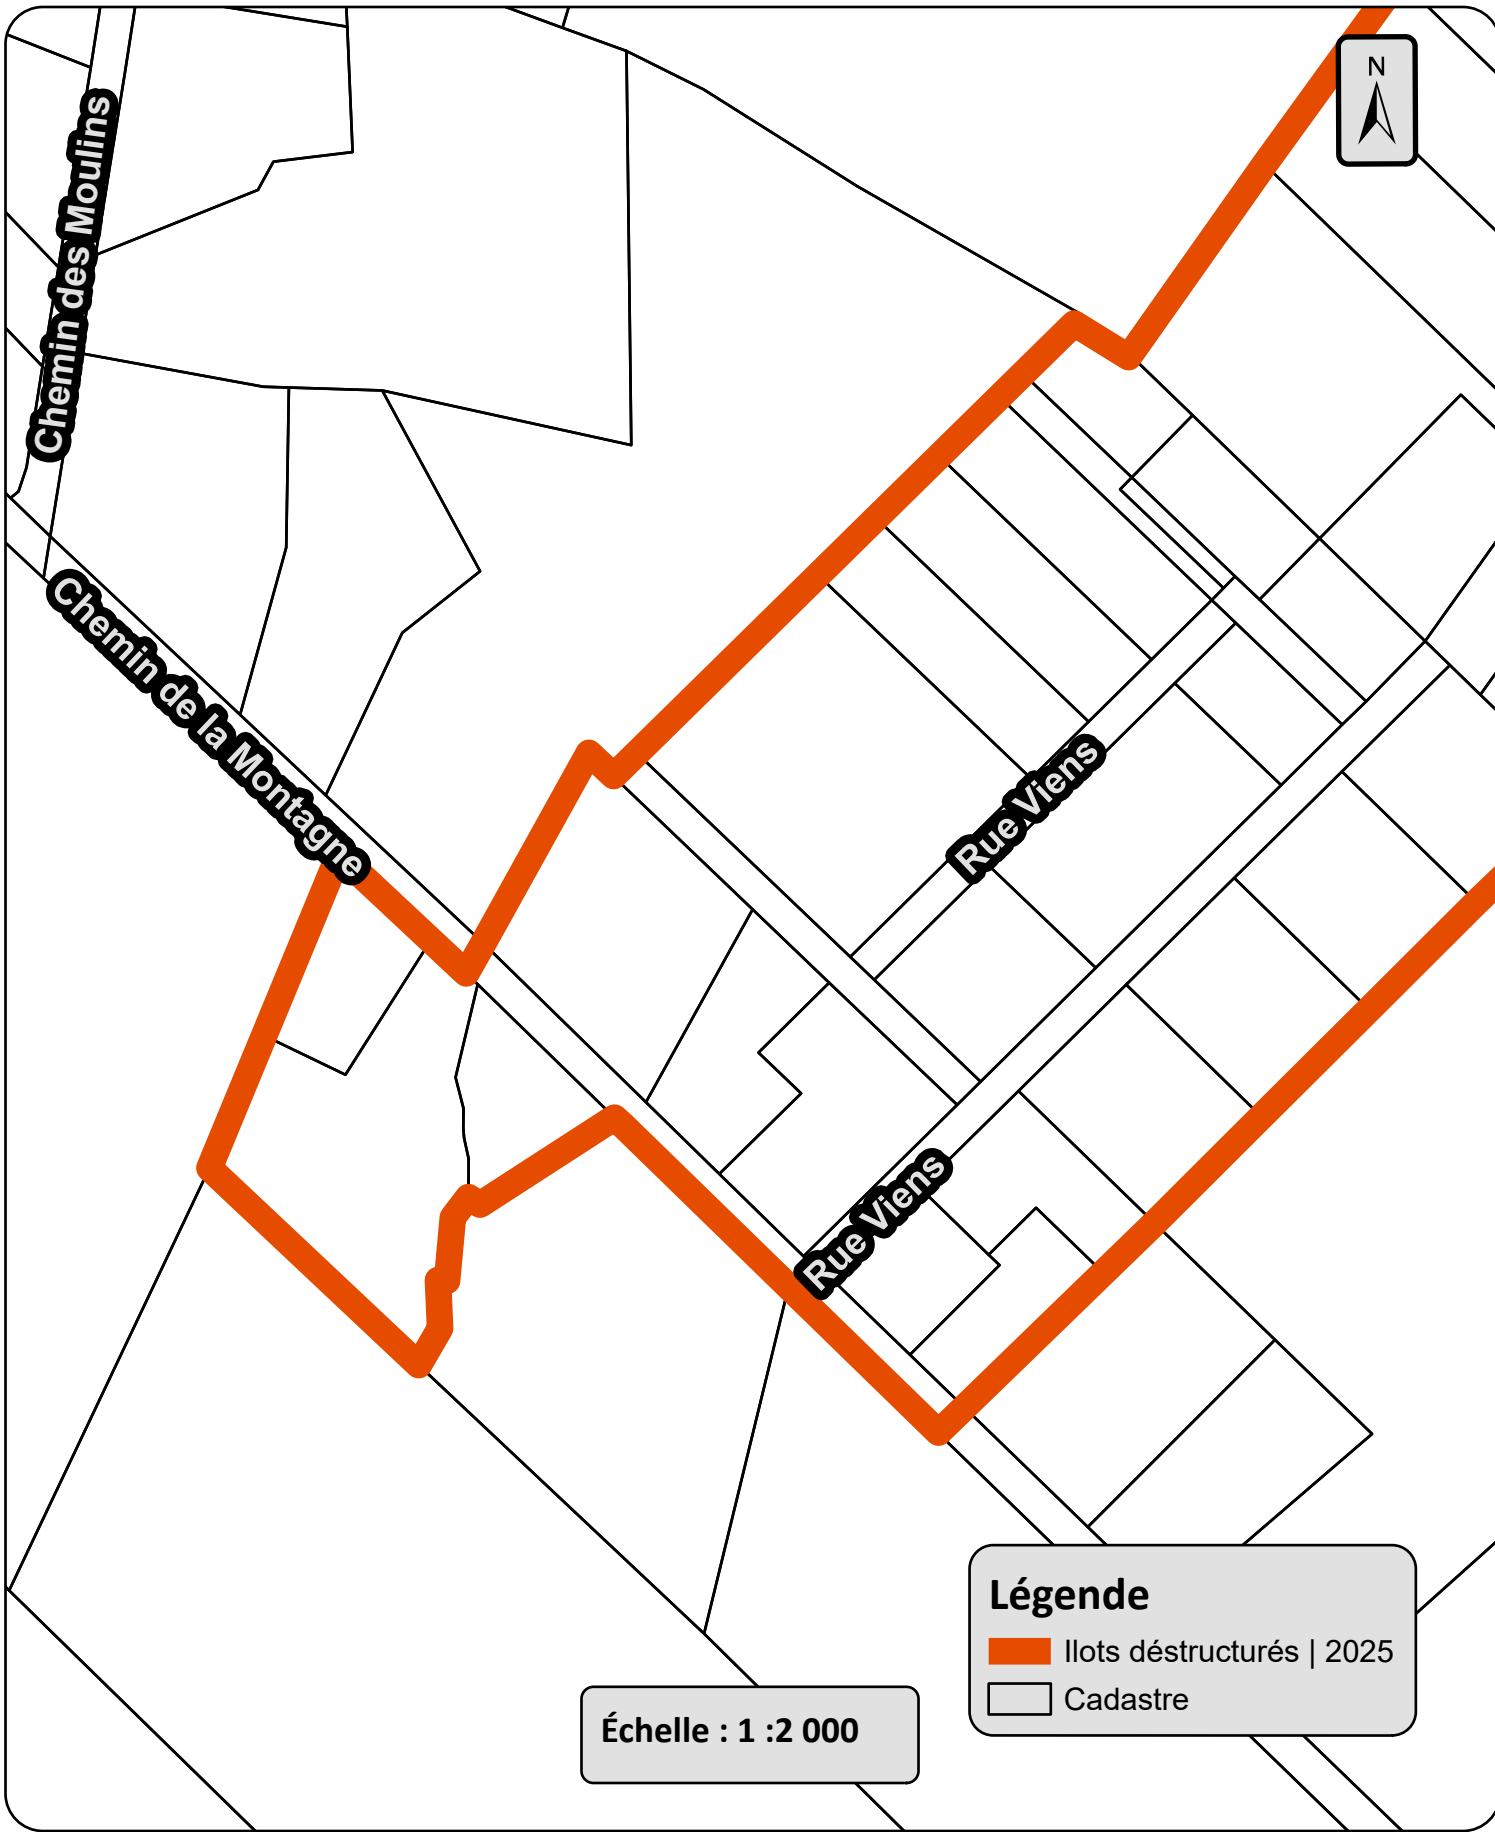 N
Chemin des Moulins
Chemin de la Montagne
Rue Viens
Rue Viens
Légende
Ilots déstructurés | 2025
Cadastre
Échelle : 1 :2 000